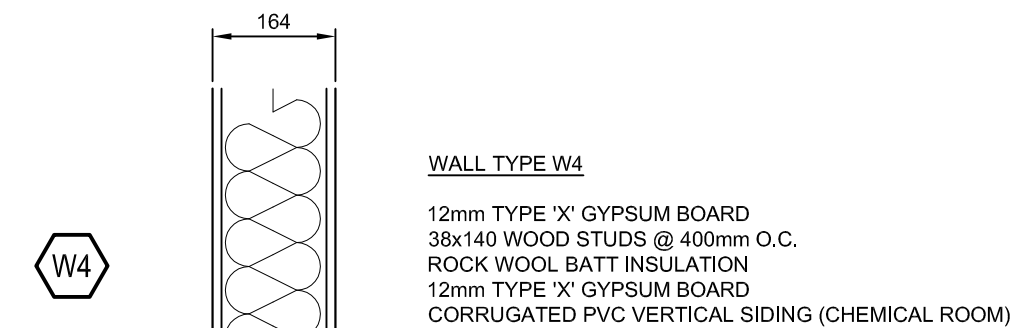 164
WALL TYPE W4
12mm TYPE 'X' GYPSUM BOARD
38x140 WOOD STUDS @ 400mm O.C.
W4
ROCK WOOL BATT INSULATION
12mm TYPE 'X' GYPSUM BOARD
CORRUGATED PVC VERTICAL SIDING (CHEMICAL ROOM)